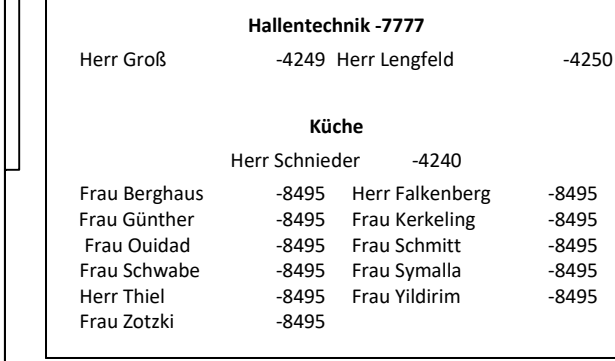 Hallentechnik -7777
Herr Groß -4249 Herr Lengfeld -4250
Küche
Herr Schnieder -4240
Frau Berghaus -8495 Herr Falkenberg -8495
Frau Günther -8495 Frau Kerkeling -8495
Frau Ouidad -8495 Frau Schmitt -8495
Frau Schwabe -8495 Frau Symalla -8495
Herr Thiel -8495 Frau Yildirim -8495
Frau Zotzki -8495